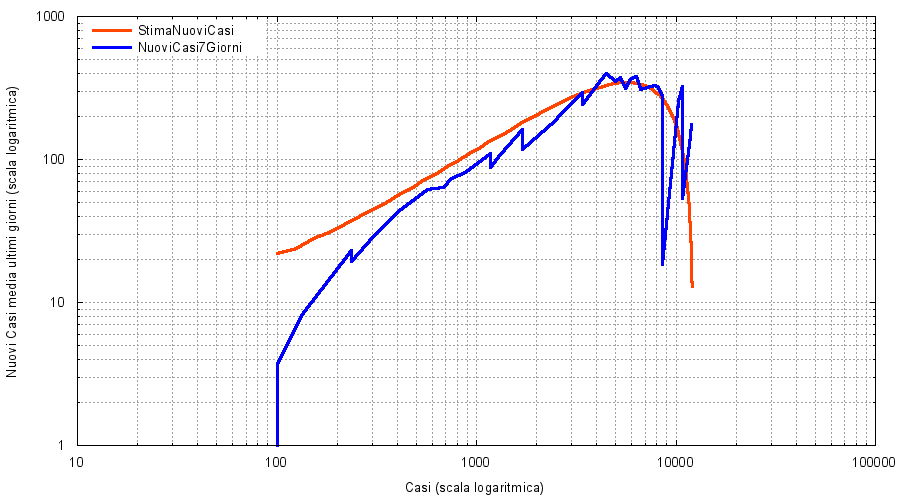 1000
StimaNuoviCasi
NuoviCasi7Giorni
100
10
1
10
100
1000
10000
100000
Nuovi Casi media ultimi giorni (scala logaritmica)
Casi (scala logaritmica)